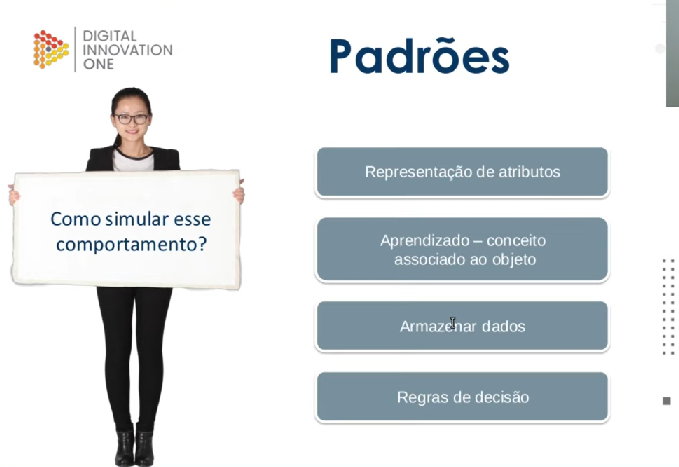 DIGITAL
INNOVATION
ONE
Padrões
Como simular esse
comportamento?
Representação de atributos
Aprendizado – conceito
associado ao objeto
Armazenar dados
Regras de decisão